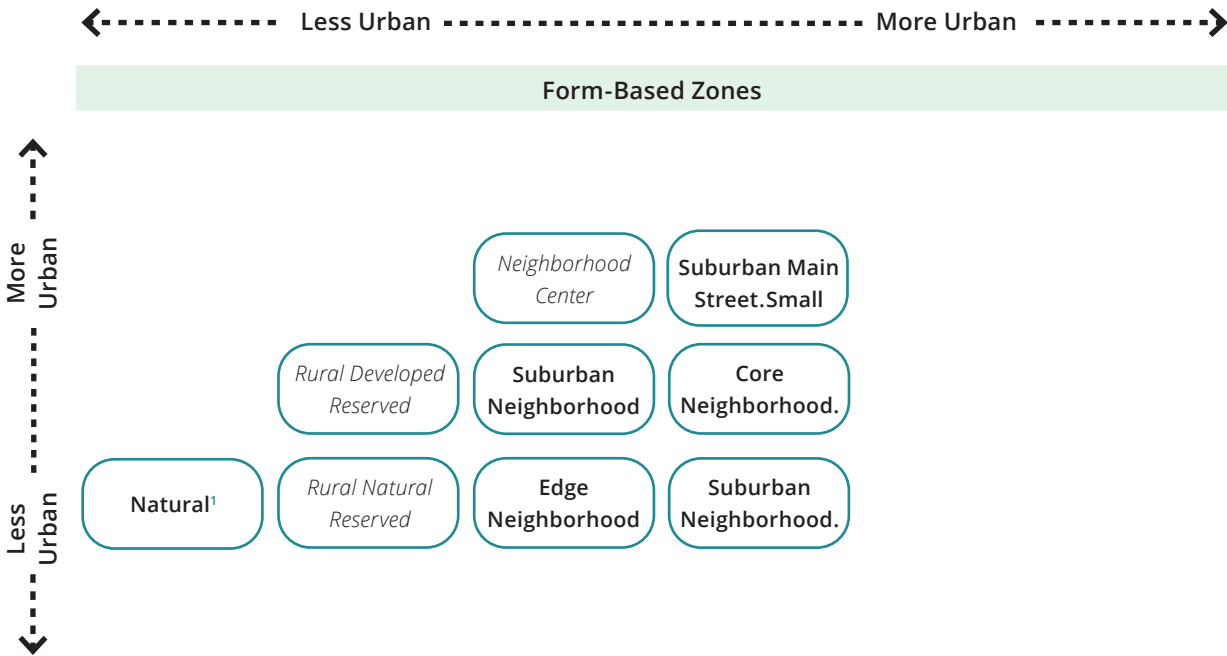 Less Urban
More Urban
Form-Based Zones
More
Urban
Less
Urban
Neighborhood
Center
Suburban Main
Street.Small
Rural Developed
Reserved
Suburban
Neighborhood
Core
Neighborhood.
Natural¹
Rural Natural
Reserved
Edge
Neighborhood
Suburban
Neighborhood.